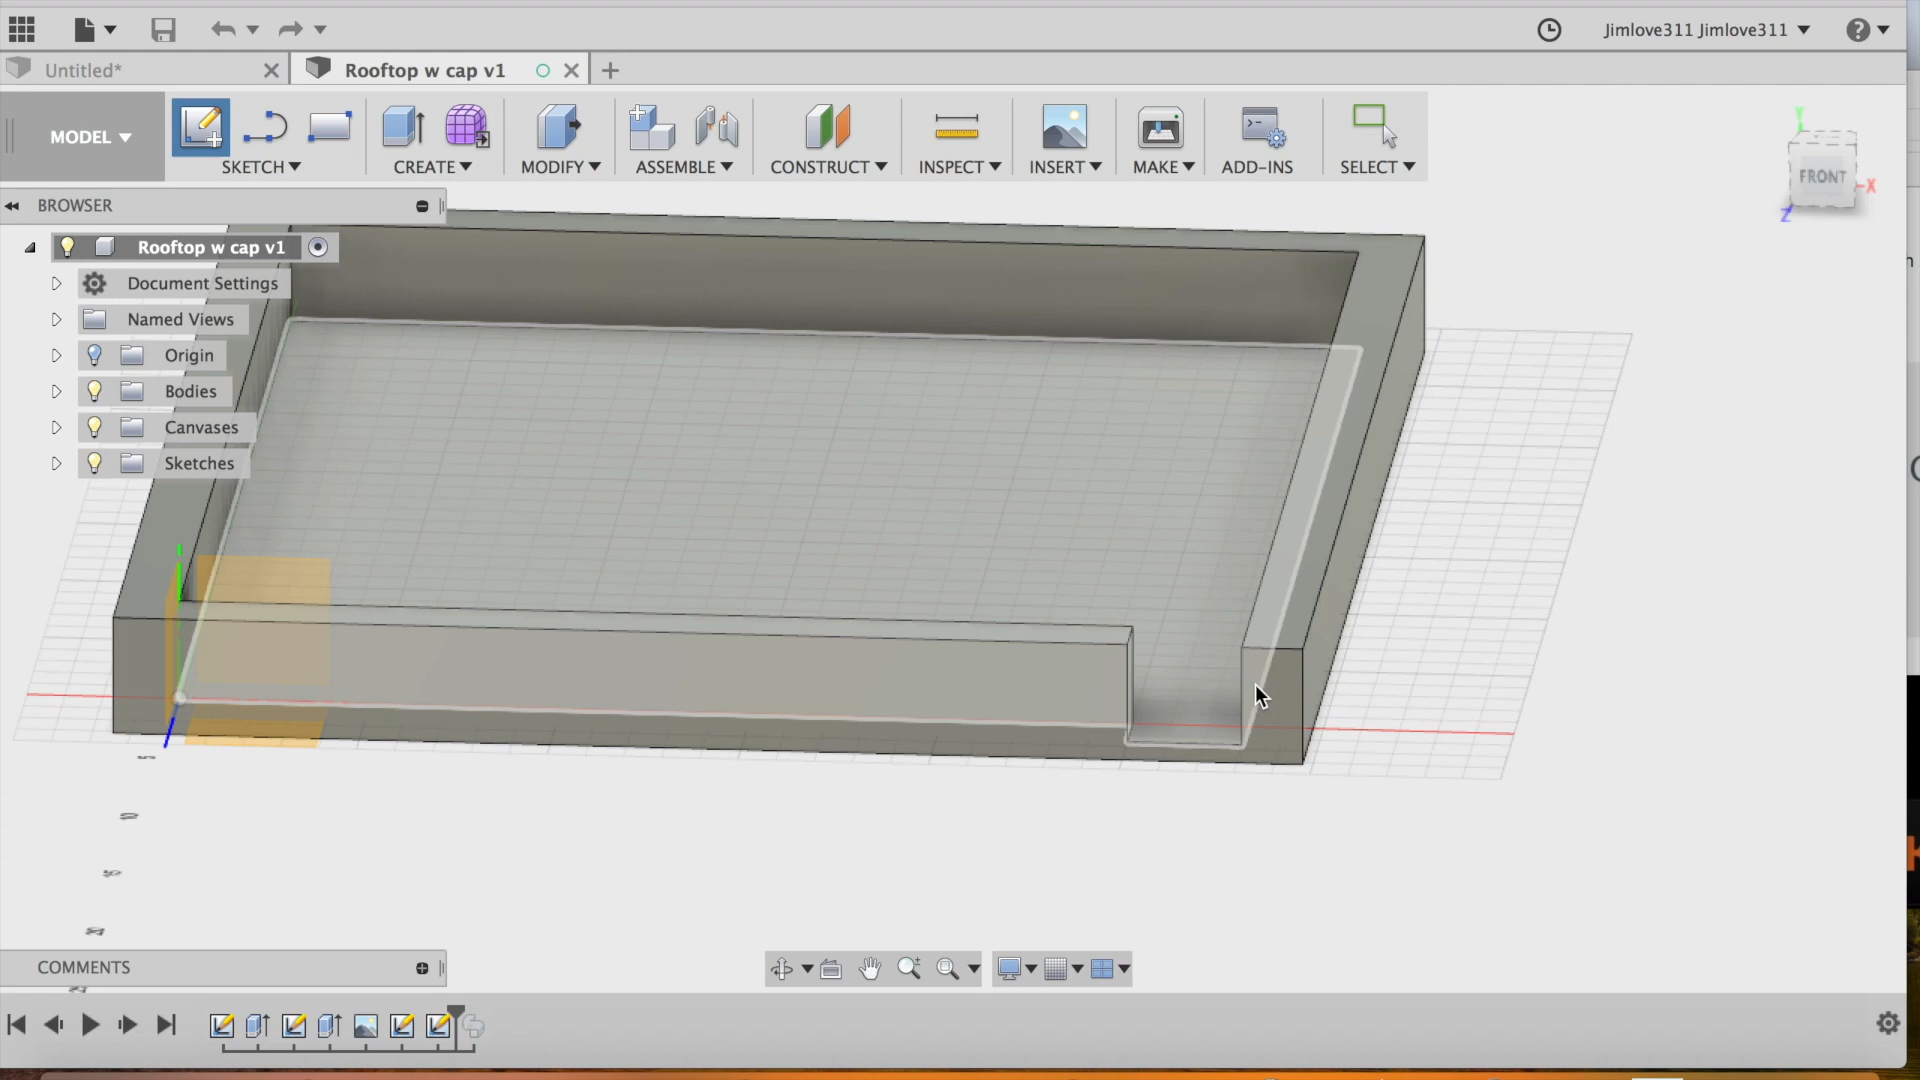 Jimlove311 Jimlove311
Untitled*
Rooftop w cap v1
MODEL
SKETCH
CREATE
MODIFY
ASSEMBLE
CONSTRUCT
INSPECT
INSERT
MAKE
ADD-INS
SELECT
Y
FRONT
X
Z
BROWSER
Rooftop w cap v1
Document Settings
Named Views
Origin
Bodies
Canvases
Sketches
COMMENTS